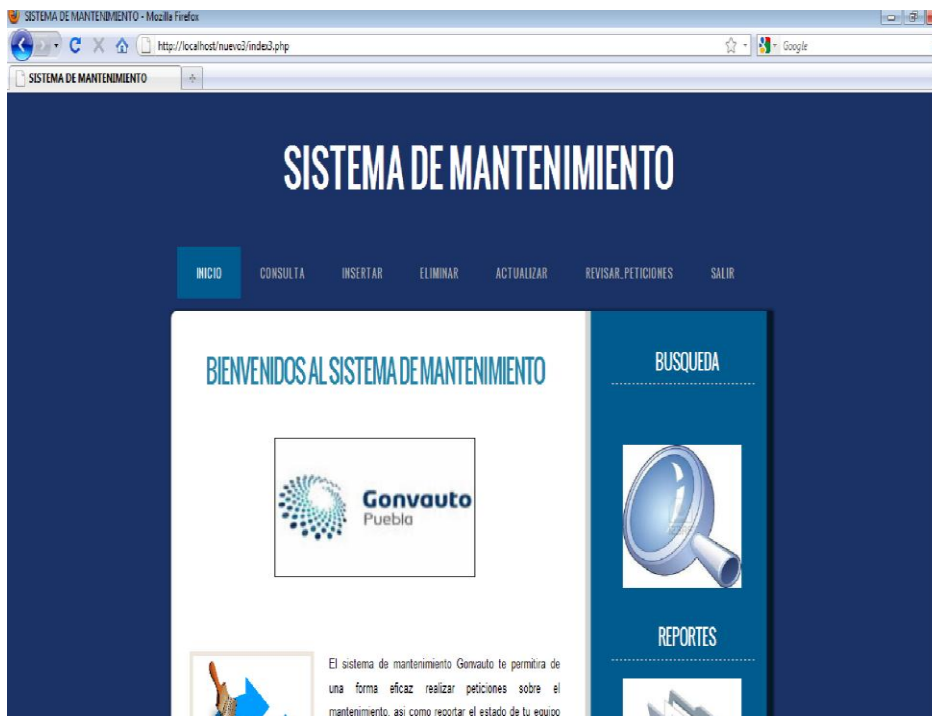 SISTEMA DE MANTENIMIENTO - Mozilla Firefox
http://localhost/nuevo3/index3.php
Google
SISTEMA DE MANTENIMIENTO
SISTEMA DE MANTENIMIENTO
INICIO CONSULTA INSERTAR ELIMINAR ACTUALIZAR REVISAR_PETICIONES SALIR
BIENVENIDOS AL SISTEMA DE MANTENIMIENTO
Gonvauto
Puebla
El sistema de mantenimiento Gonvauto te permitira de
una forma eficaz realizar peticiones sobre el
mantenimiento, asi como reportar el estado de tu equipo
BUSQUEDA
REPORTES